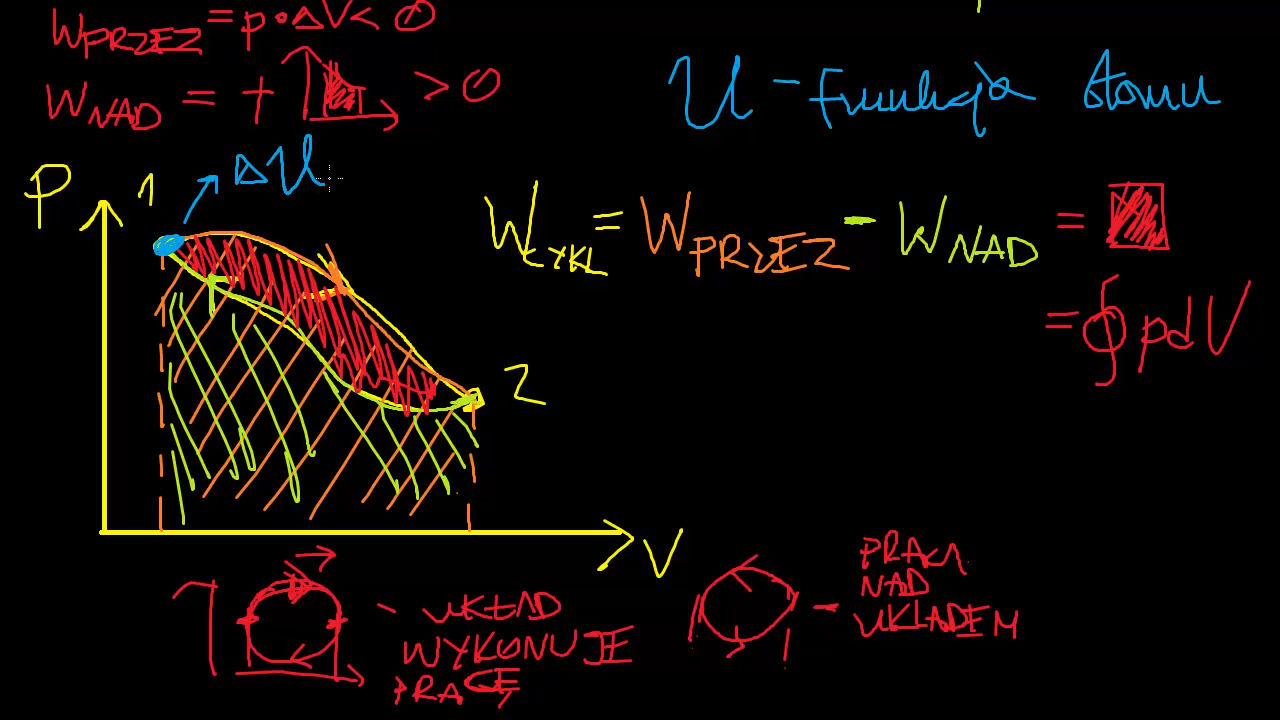 WPRZEZ = p·ΔV < 0
WNAD = + > 0
U - Funkcja stanu
ΔU
P
1
WCYKL = WPRZEZ - WNAD =
= ∮ pdV
2
V
- UKŁAD
WYKONUJE
PRACĘ
- PRACA
NAD
UKŁADEM